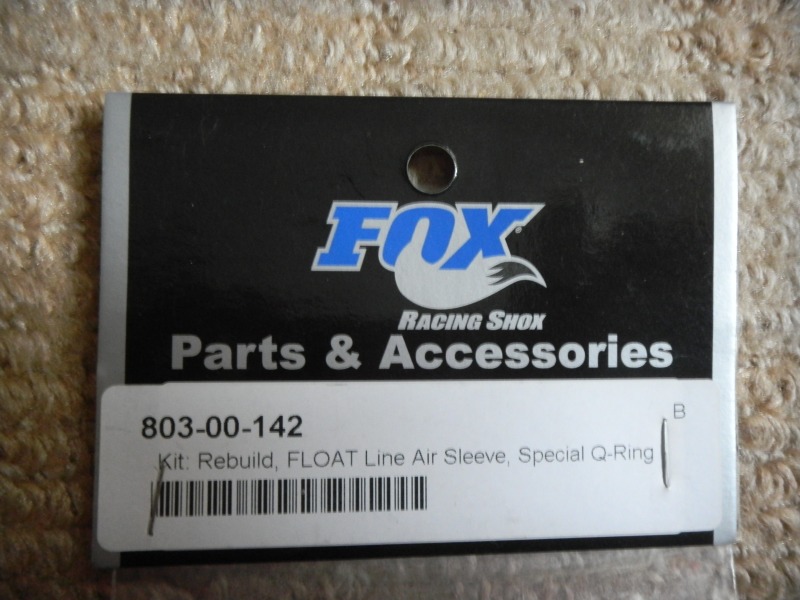 FOX
RACING SHOX
Parts & Accessories
B
803-00-142
Kit: Rebuild, FLOAT Line Air Sleeve, Special Q-Ring